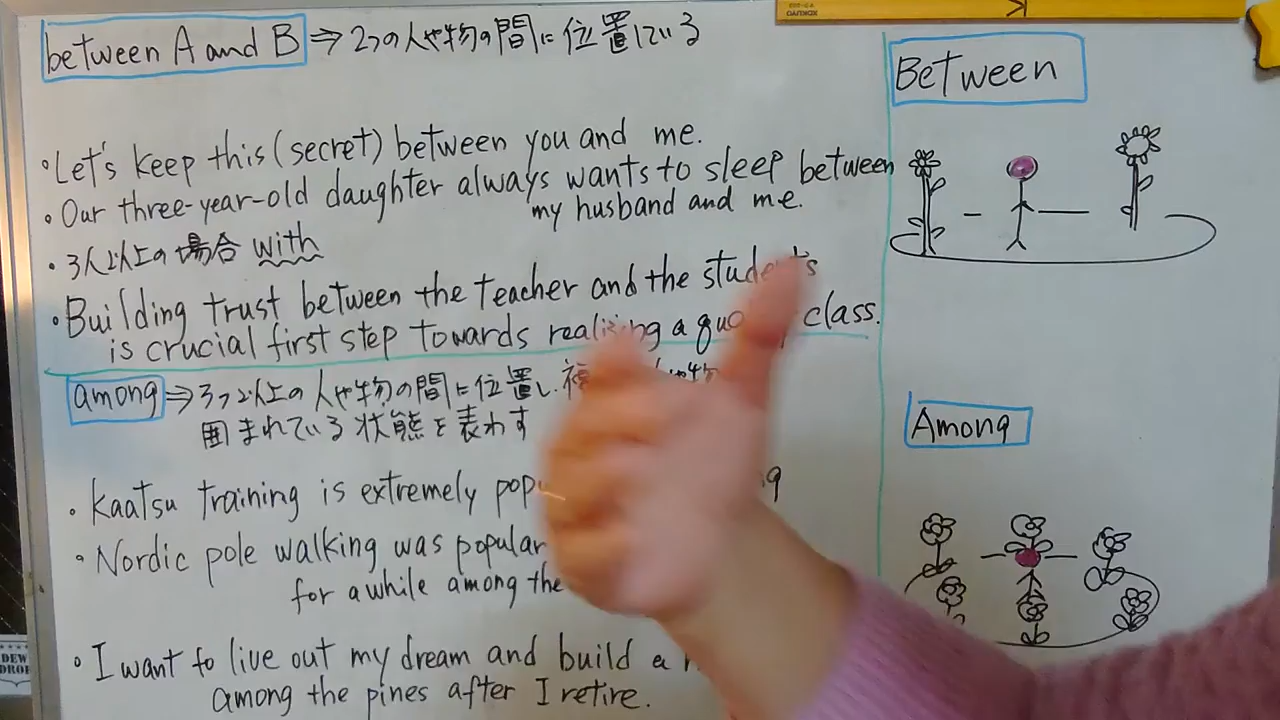 between A and B ⇒ 2つの人や物の間に位置している
・Let's keep this (secret) between you and me.
・Our three-year-old daughter always wants to sleep between
my husband and me.
・3人以上の場合 with
・Building trust between the teacher and the students
is crucial first step towards realizing a class.
among ⇒ 3つ以上の人や物の間に位置し、
囲まれている状態を表わす
・Kaatsu training is extremely
・Nordic pole walking was popular
for a while among the
・I want to live out my dream and build a
among the pines after I retire.
Between
Among
DEW
DROP